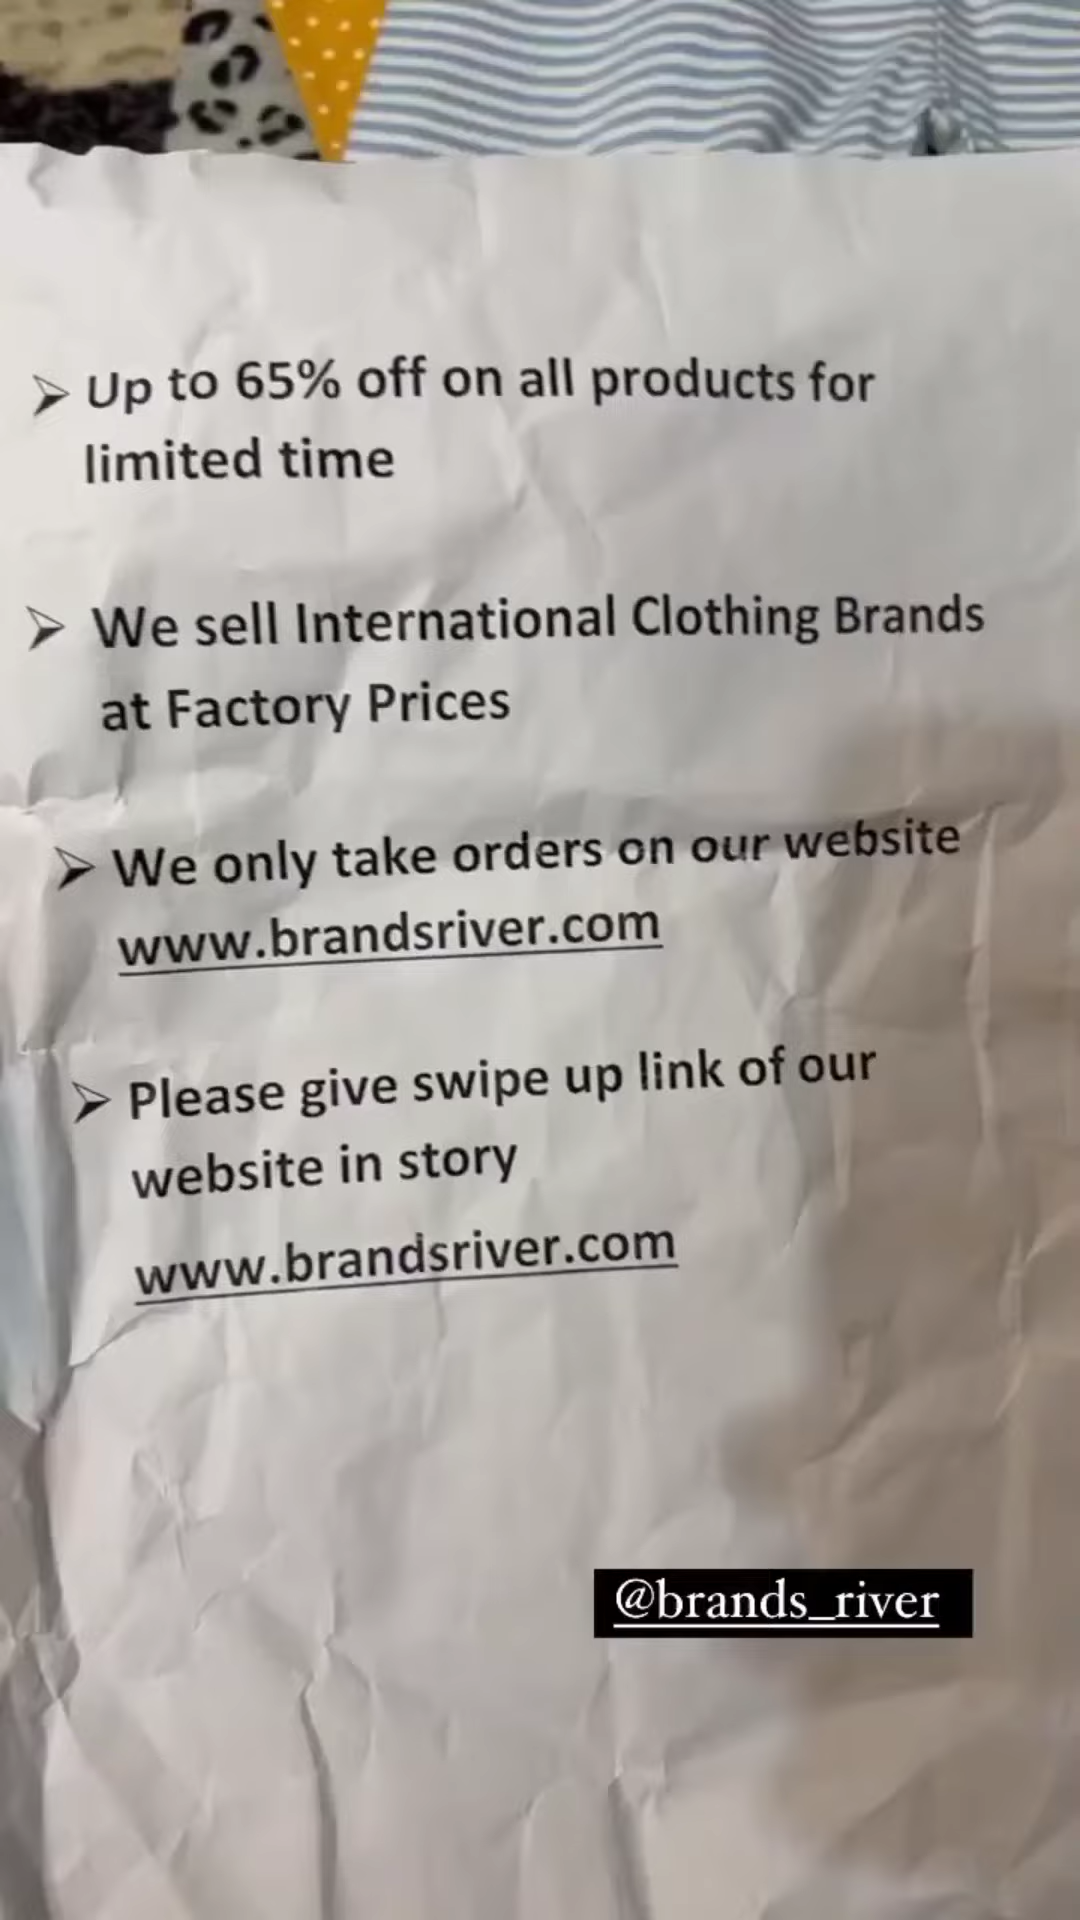 ➢ Up to 65% off on all products for
limited time
➢ We sell International Clothing Brands
at Factory Prices
➢ We only take orders on our website
www.brandsriver.com
➢ Please give swipe up link of our
website in story
www.brandsriver.com
@brands_river